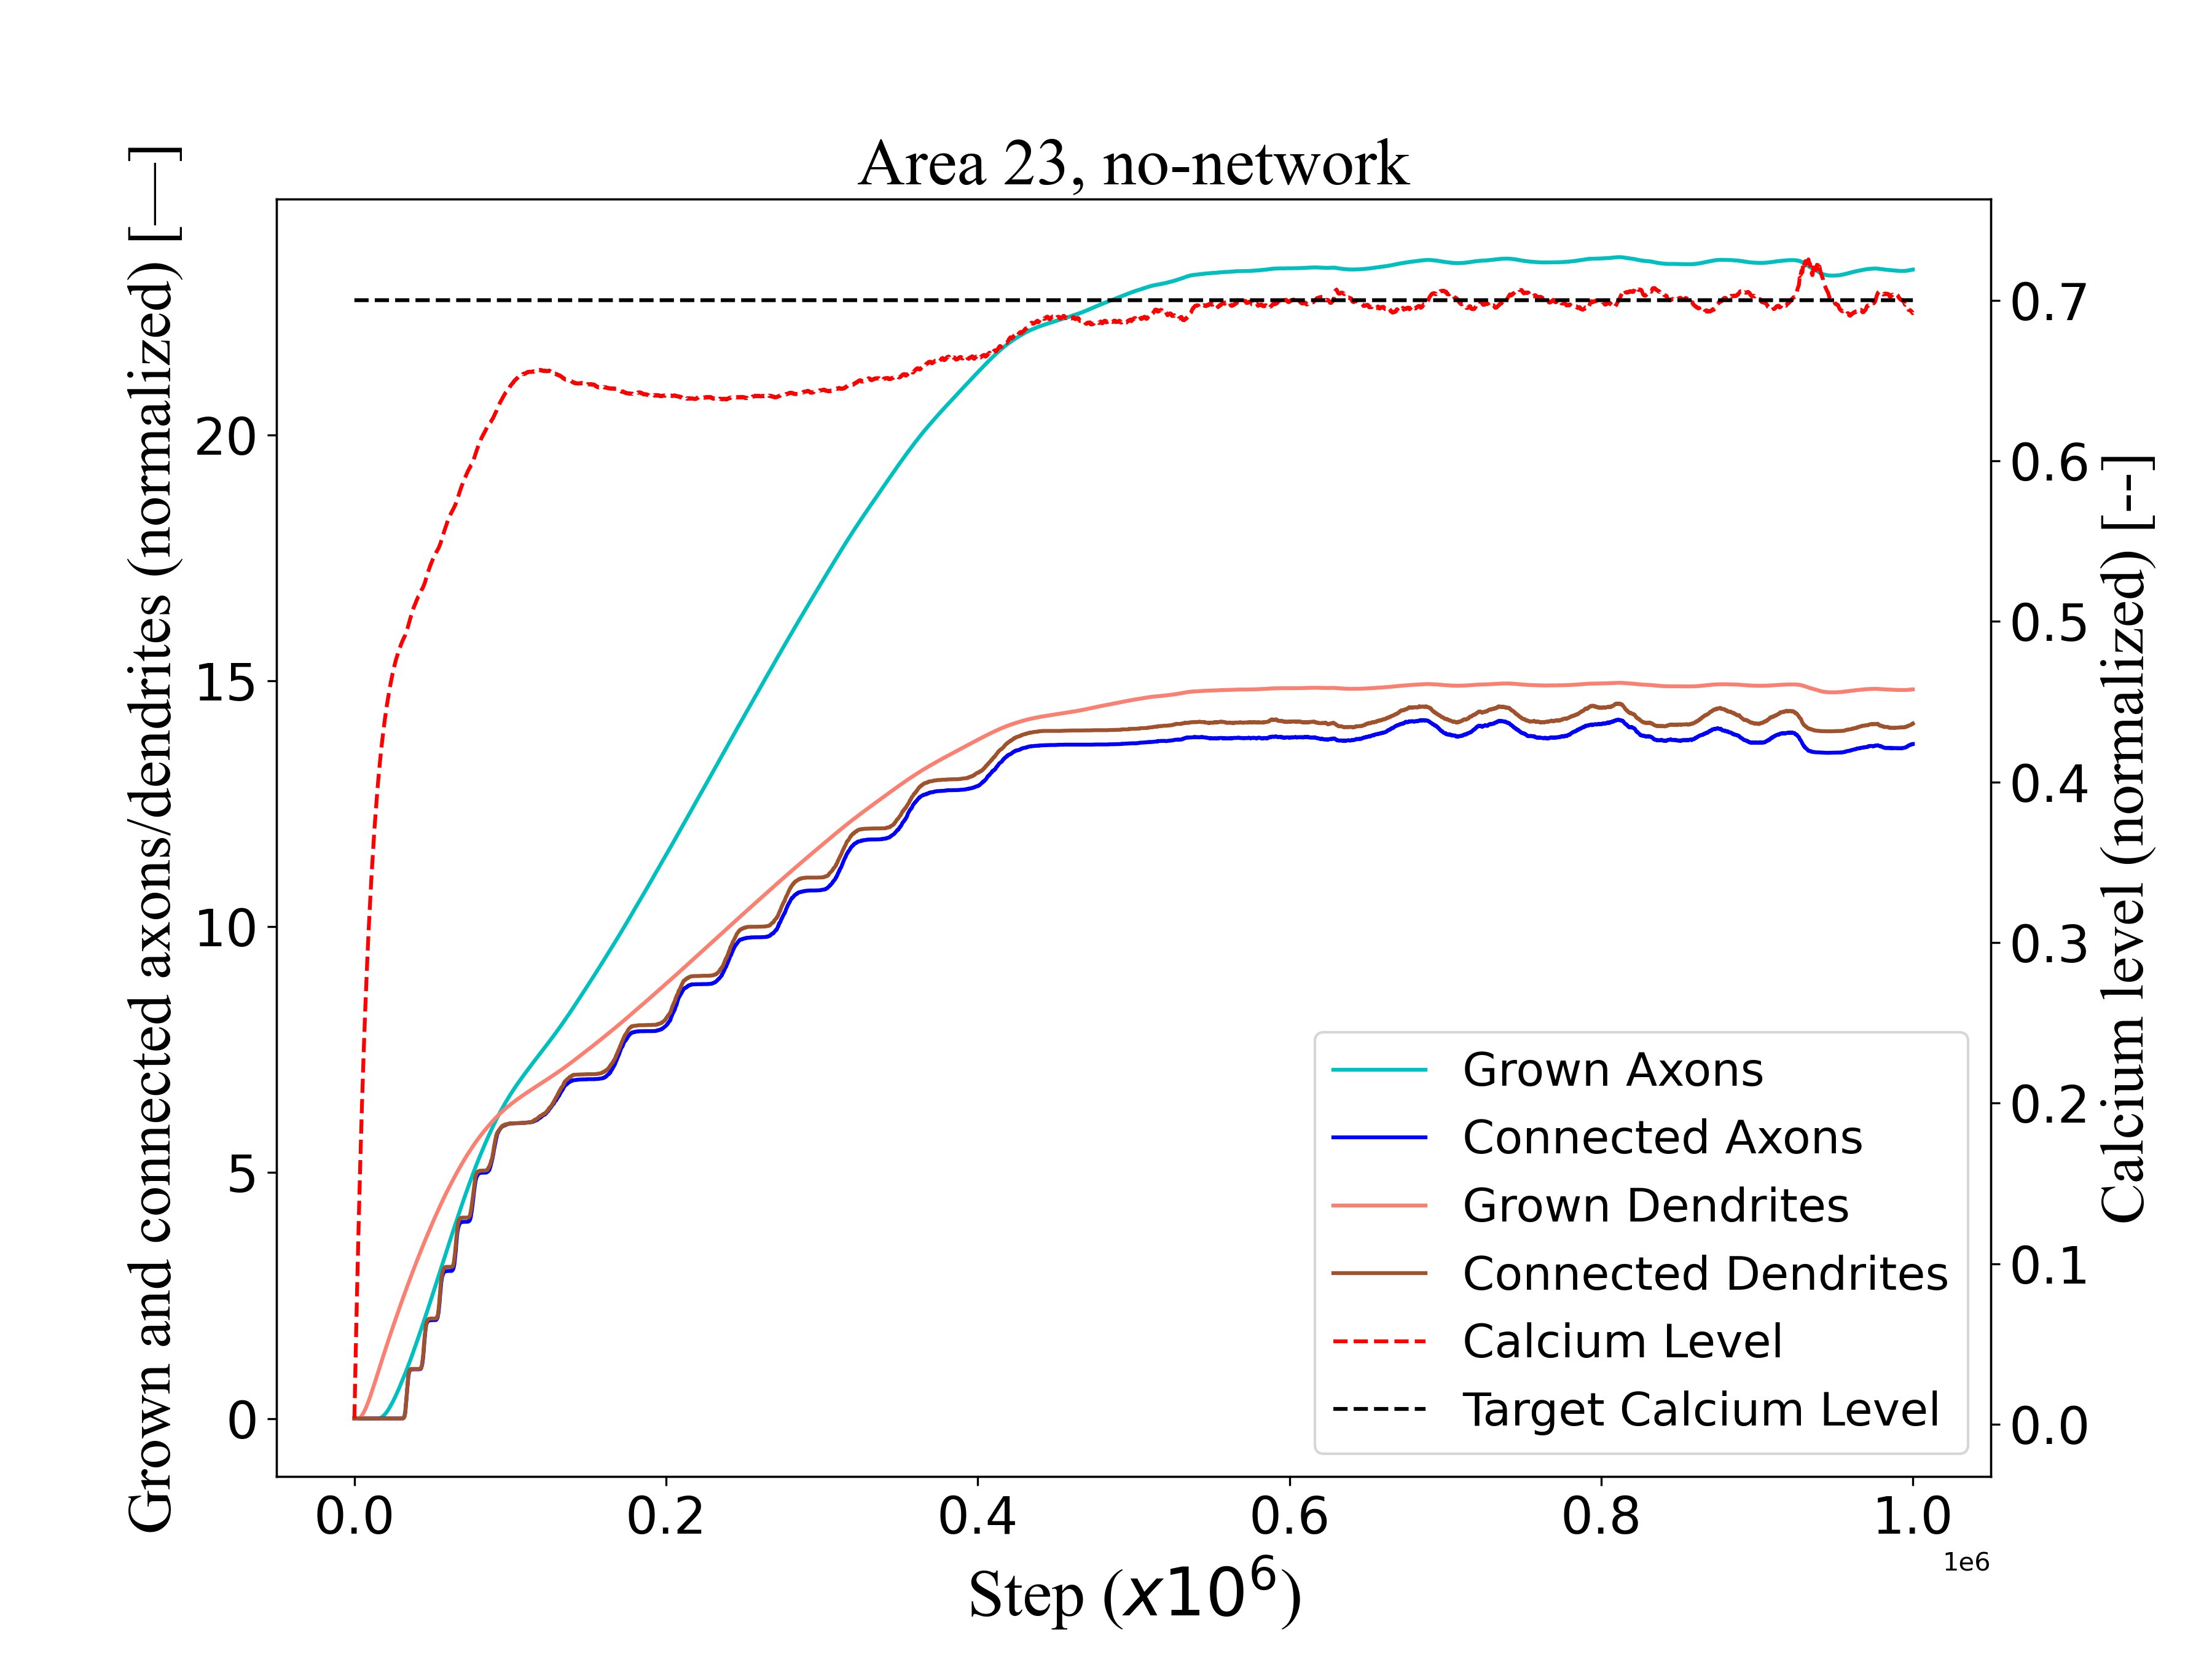 Area 23, no-network
Grown and connected axons/dendrites (normalized) [—]
20
15
10
5
0
0.7
0.6
0.5
0.4
0.3
0.2
0.1
0.0
Calcium level (normalized) [--]
Grown Axons
Connected Axons
Grown Dendrites
Connected Dendrites
Calcium Level
Target Calcium Level
0.0 0.2 0.4 0.6 0.8 1.0
1e6
Step (x10⁶)